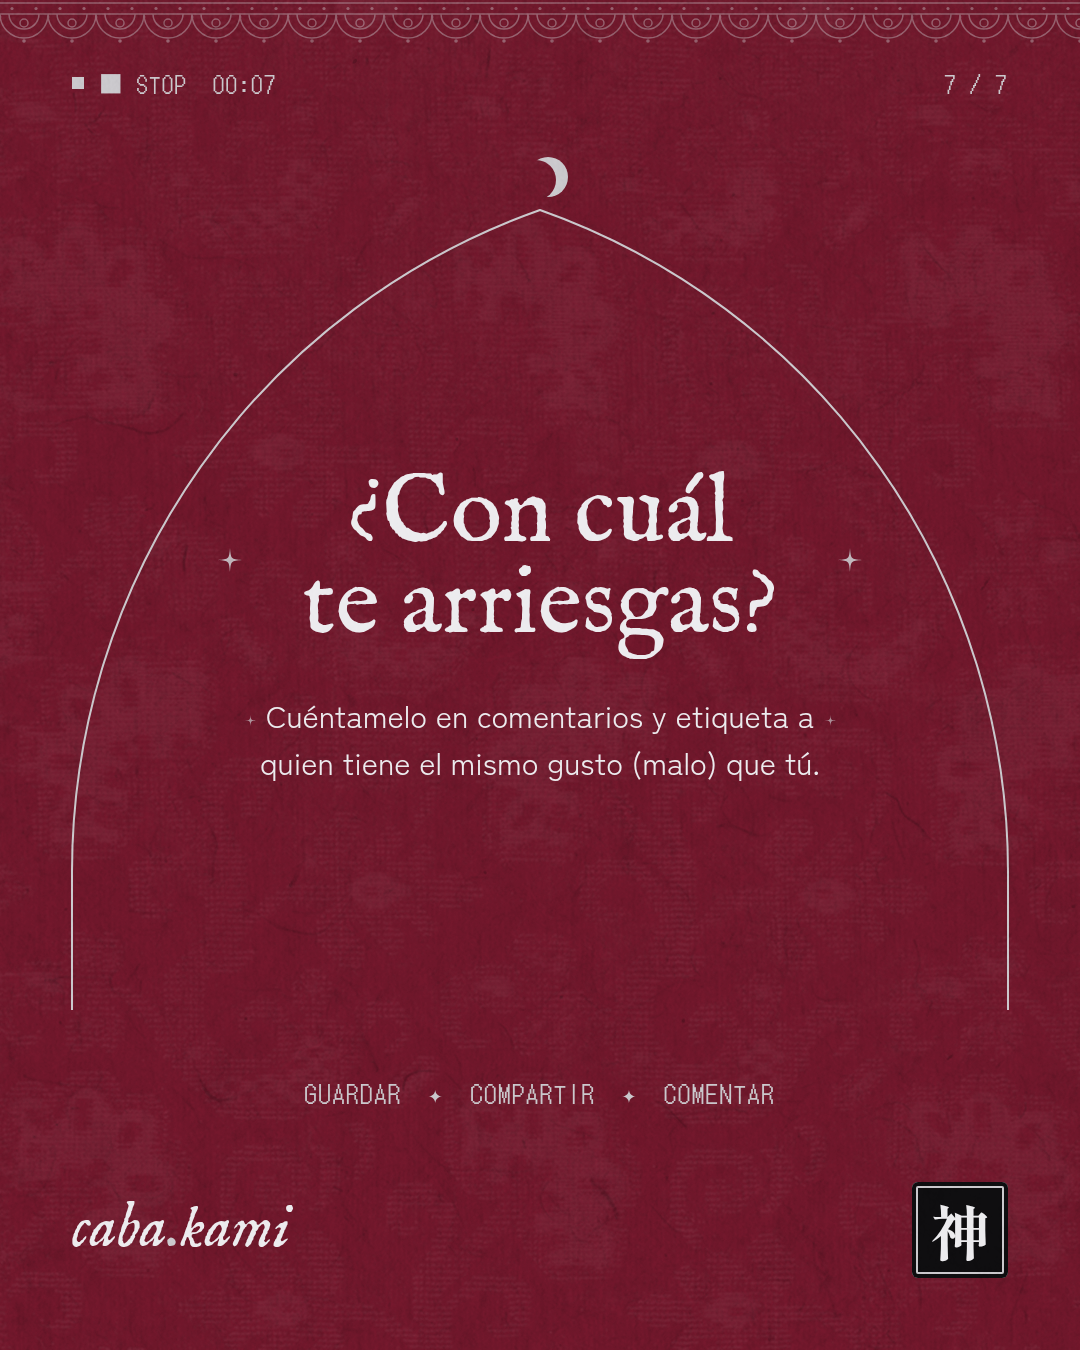 STOP 00:07
7 / 7
¿Con cuál
te arriesgas?
Cuéntamelo en comentarios y etiqueta a
quien tiene el mismo gusto (malo) que tú.
GUARDAR ✦ COMPARTIR ✦ COMENTAR
caba.kami
神